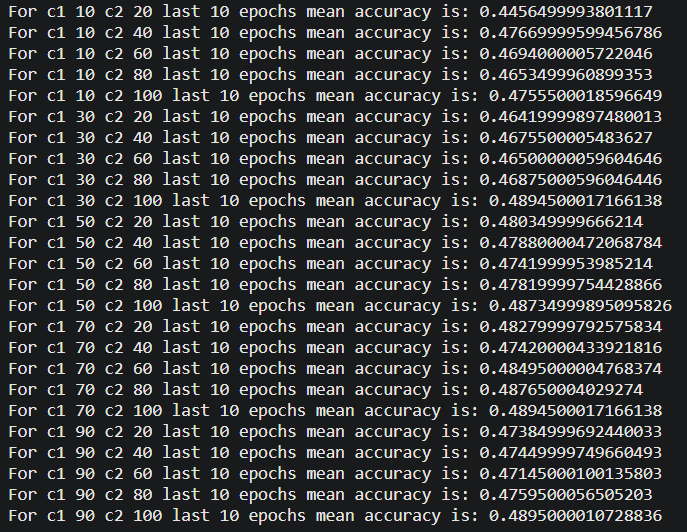 For c1 10 c2 20 last 10 epochs mean accuracy is: 0.4456499993801117
For c1 10 c2 40 last 10 epochs mean accuracy is: 0.47669999599456786
For c1 10 c2 60 last 10 epochs mean accuracy is: 0.4694000005722046
For c1 10 c2 80 last 10 epochs mean accuracy is: 0.4653499960899353
For c1 10 c2 100 last 10 epochs mean accuracy is: 0.4755500018596649
For c1 30 c2 20 last 10 epochs mean accuracy is: 0.46419999897480013
For c1 30 c2 40 last 10 epochs mean accuracy is: 0.4675500005483627
For c1 30 c2 60 last 10 epochs mean accuracy is: 0.46500000059604646
For c1 30 c2 80 last 10 epochs mean accuracy is: 0.46875000596046446
For c1 30 c2 100 last 10 epochs mean accuracy is: 0.4894500017166138
For c1 50 c2 20 last 10 epochs mean accuracy is: 0.480349999666214
For c1 50 c2 40 last 10 epochs mean accuracy is: 0.47880000472068784
For c1 50 c2 60 last 10 epochs mean accuracy is: 0.4741999953985214
For c1 50 c2 80 last 10 epochs mean accuracy is: 0.47819999754428866
For c1 50 c2 100 last 10 epochs mean accuracy is: 0.48734999895095826
For c1 70 c2 20 last 10 epochs mean accuracy is: 0.48279999792575834
For c1 70 c2 40 last 10 epochs mean accuracy is: 0.47420000433921816
For c1 70 c2 60 last 10 epochs mean accuracy is: 0.48495000004768374
For c1 70 c2 80 last 10 epochs mean accuracy is: 0.487650004029274
For c1 70 c2 100 last 10 epochs mean accuracy is: 0.4894500017166138
For c1 90 c2 20 last 10 epochs mean accuracy is: 0.47384999692440033
For c1 90 c2 40 last 10 epochs mean accuracy is: 0.47449999749660493
For c1 90 c2 60 last 10 epochs mean accuracy is: 0.47145000100135803
For c1 90 c2 80 last 10 epochs mean accuracy is: 0.4759500056505203
For c1 90 c2 100 last 10 epochs mean accuracy is: 0.4895000010728836